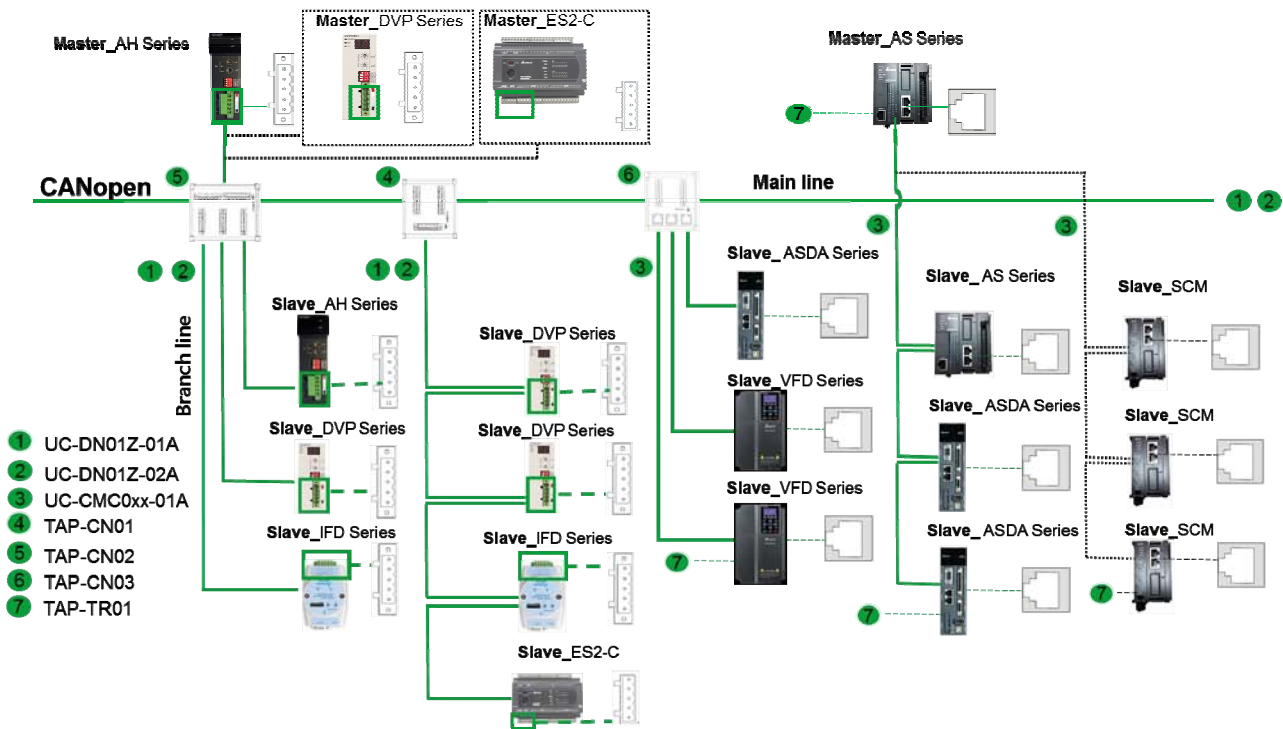 Master_DVP Series
Master_ES2-C
Master_AH Series
Master_AS Series
7
5
4
6
CANopen
Main line
1
2
3
3
1
2
1
2
3
Branch line
Slave_ASDA Series
Slave_AS Series
Slave_SCM
Slave_AH Series
Slave_DVP Series
Slave_VFD Series
Slave_ASDA Series
Slave_SCM
Slave_DVP Series
Slave_DVP Series
Slave_VFD Series
Slave_ASDA Series
Slave_SCM
Slave_IFD Series
Slave_IFD Series
7
7
7
Slave_ES2-C
1 UC-DN01Z-01A
2 UC-DN01Z-02A
3 UC-CMC0xx-01A
4 TAP-CN01
5 TAP-CN02
6 TAP-CN03
7 TAP-TR01